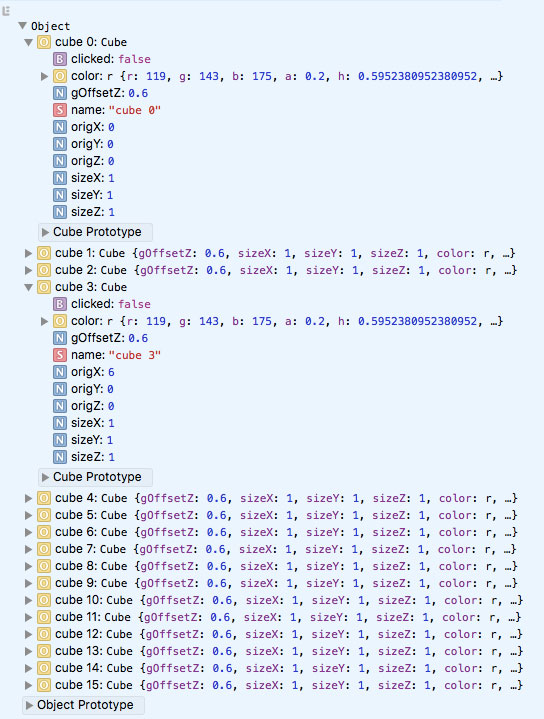 Object
O cube 0: Cube
B clicked: false
O color: r {r: 119, g: 143, b: 175, a: 0.2, h: 0.5952380952380952, …}
N gOffsetZ: 0.6
S name: "cube 0"
N origX: 0
N origY: 0
N origZ: 0
N sizeX: 1
N sizeY: 1
N sizeZ: 1
Cube Prototype
O cube 1: Cube {gOffsetZ: 0.6, sizeX: 1, sizeY: 1, sizeZ: 1, color: r, …}
O cube 2: Cube {gOffsetZ: 0.6, sizeX: 1, sizeY: 1, sizeZ: 1, color: r, …}
O cube 3: Cube
B clicked: false
O color: r {r: 119, g: 143, b: 175, a: 0.2, h: 0.5952380952380952, …}
N gOffsetZ: 0.6
S name: "cube 3"
N origX: 6
N origY: 0
N origZ: 0
N sizeX: 1
N sizeY: 1
N sizeZ: 1
Cube Prototype
O cube 4: Cube {gOffsetZ: 0.6, sizeX: 1, sizeY: 1, sizeZ: 1, color: r, …}
O cube 5: Cube {gOffsetZ: 0.6, sizeX: 1, sizeY: 1, sizeZ: 1, color: r, …}
O cube 6: Cube {gOffsetZ: 0.6, sizeX: 1, sizeY: 1, sizeZ: 1, color: r, …}
O cube 7: Cube {gOffsetZ: 0.6, sizeX: 1, sizeY: 1, sizeZ: 1, color: r, …}
O cube 8: Cube {gOffsetZ: 0.6, sizeX: 1, sizeY: 1, sizeZ: 1, color: r, …}
O cube 9: Cube {gOffsetZ: 0.6, sizeX: 1, sizeY: 1, sizeZ: 1, color: r, …}
O cube 10: Cube {gOffsetZ: 0.6, sizeX: 1, sizeY: 1, sizeZ: 1, color: r, …}
O cube 11: Cube {gOffsetZ: 0.6, sizeX: 1, sizeY: 1, sizeZ: 1, color: r, …}
O cube 12: Cube {gOffsetZ: 0.6, sizeX: 1, sizeY: 1, sizeZ: 1, color: r, …}
O cube 13: Cube {gOffsetZ: 0.6, sizeX: 1, sizeY: 1, sizeZ: 1, color: r, …}
O cube 14: Cube {gOffsetZ: 0.6, sizeX: 1, sizeY: 1, sizeZ: 1, color: r, …}
O cube 15: Cube {gOffsetZ: 0.6, sizeX: 1, sizeY: 1, sizeZ: 1, color: r, …}
Object Prototype